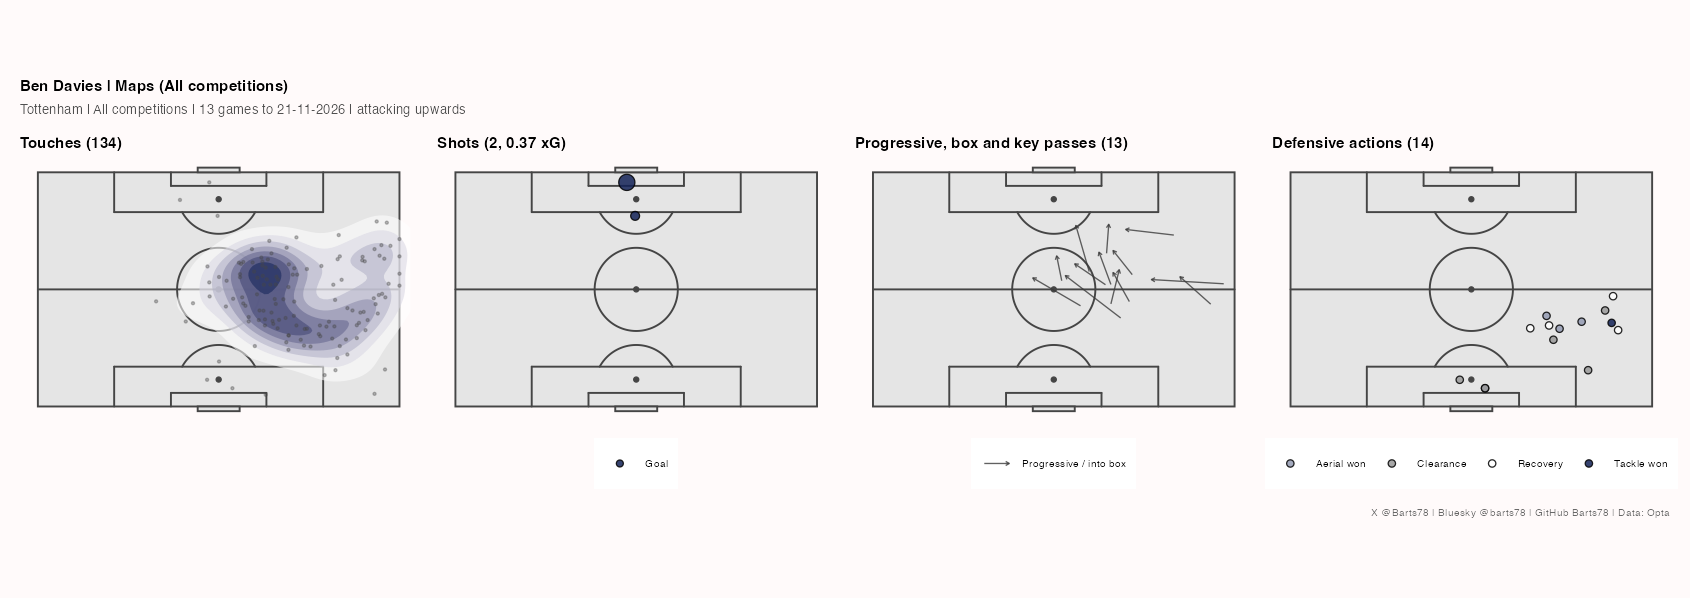 Ben Davies | Maps (All competitions)
Tottenham | All competitions | 13 games to 21-11-2026 | attacking upwards
Touches (134)
Shots (2, 0.37 xG)
Progressive, box and key passes (13)
Defensive actions (14)
Goal
Progressive / into box
Aerial won
Clearance
Recovery
Tackle won
X @Barts78 | Bluesky @barts78 | GitHub Barts78 | Data: Opta